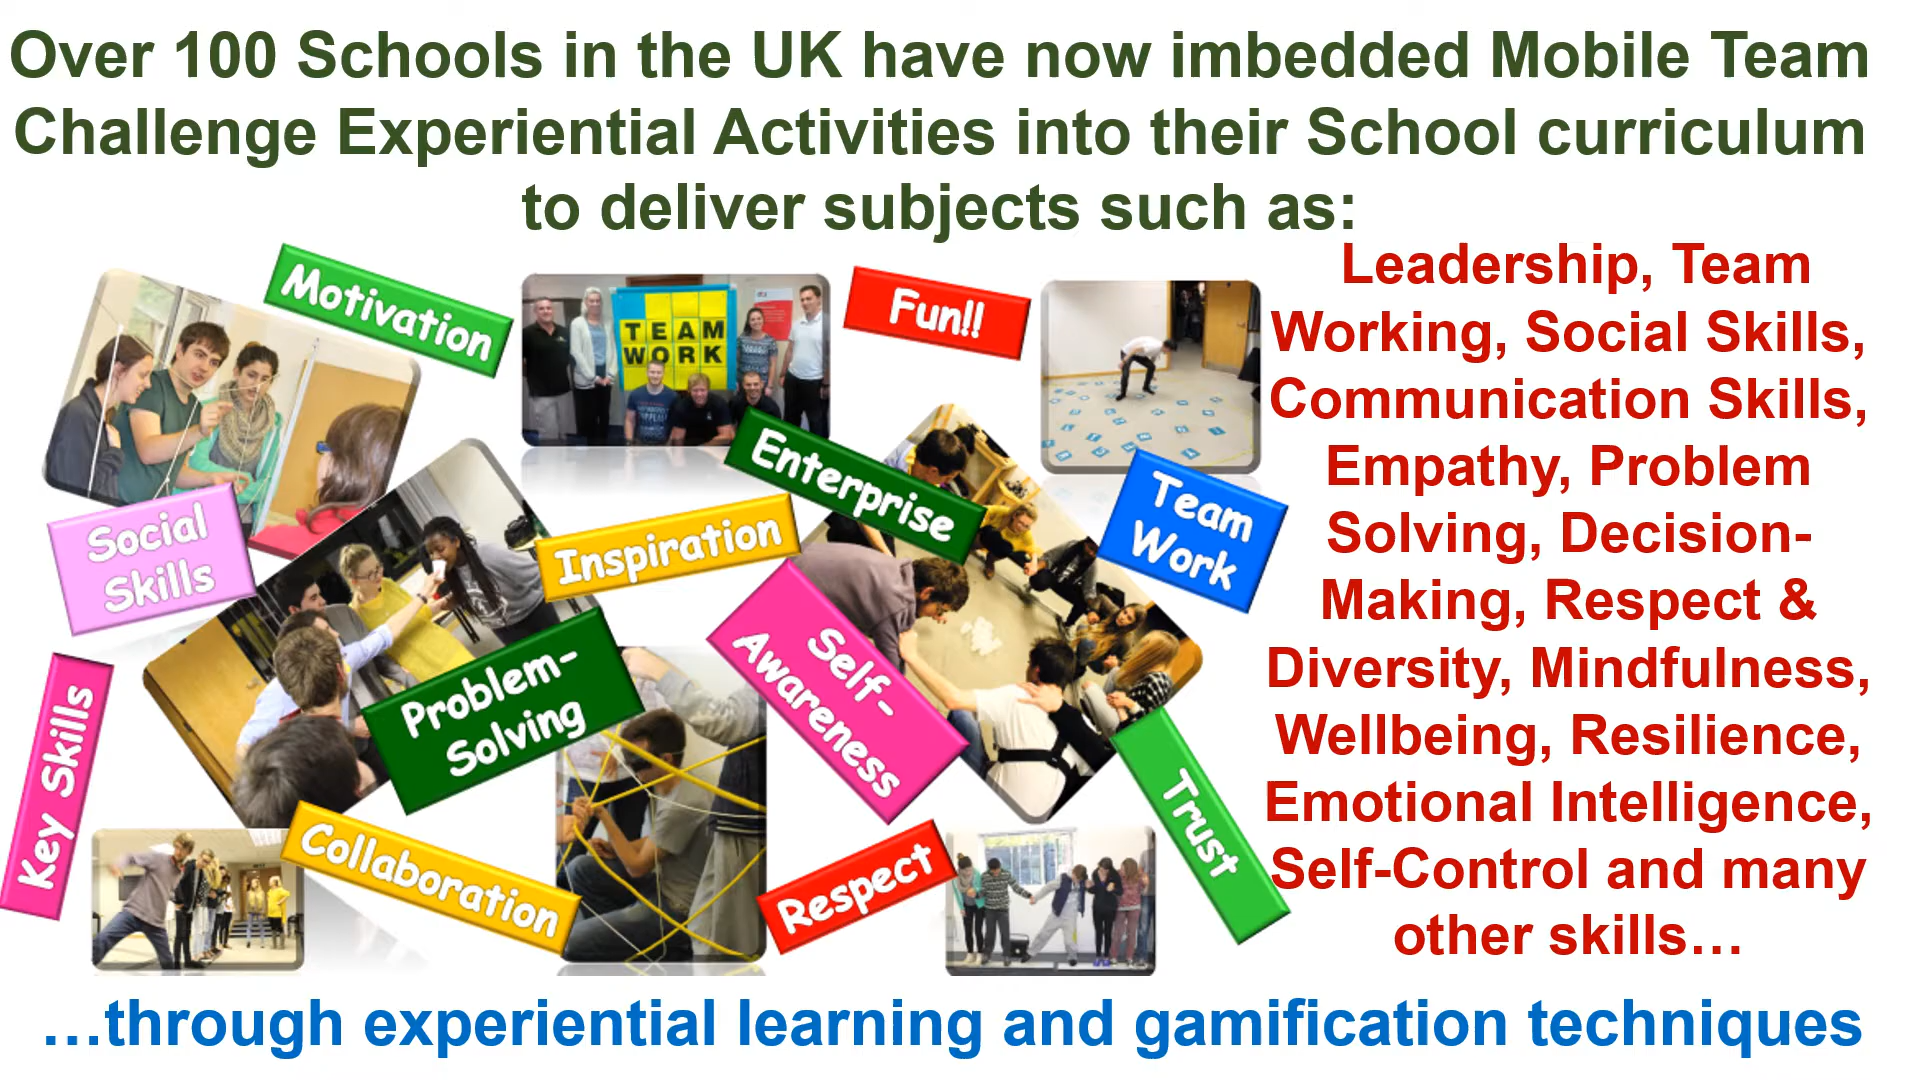 Over 100 Schools in the UK have now imbedded Mobile Team
Challenge Experiential Activities into their School curriculum
to deliver subjects such as:
Motivation
TEAM
WORK
Fun!!
Enterprise
Team
Work
Social
Skills
Inspiration
Problem-
Solving
Self-
Awareness
Key Skills
Collaboration
Respect
Trust
Leadership, Team
Working, Social Skills,
Communication Skills,
Empathy, Problem
Solving, Decision-
Making, Respect &
Diversity, Mindfulness,
Wellbeing, Resilience,
Emotional Intelligence,
Self-Control and many
other skills…
…through experiential learning and gamification techniques